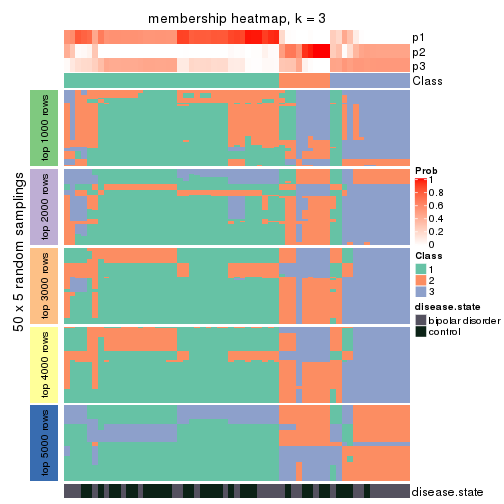 membership heatmap, k = 3
p1
p2
p3
Class
50 x 5 random samplings
top 1000 rows
top 2000 rows
top 3000 rows
top 4000 rows
top 5000 rows
Prob
1
0.8
0.6
0.4
0.2
0
Class
1
2
3
disease.state
bipolar disorder
control
disease.state